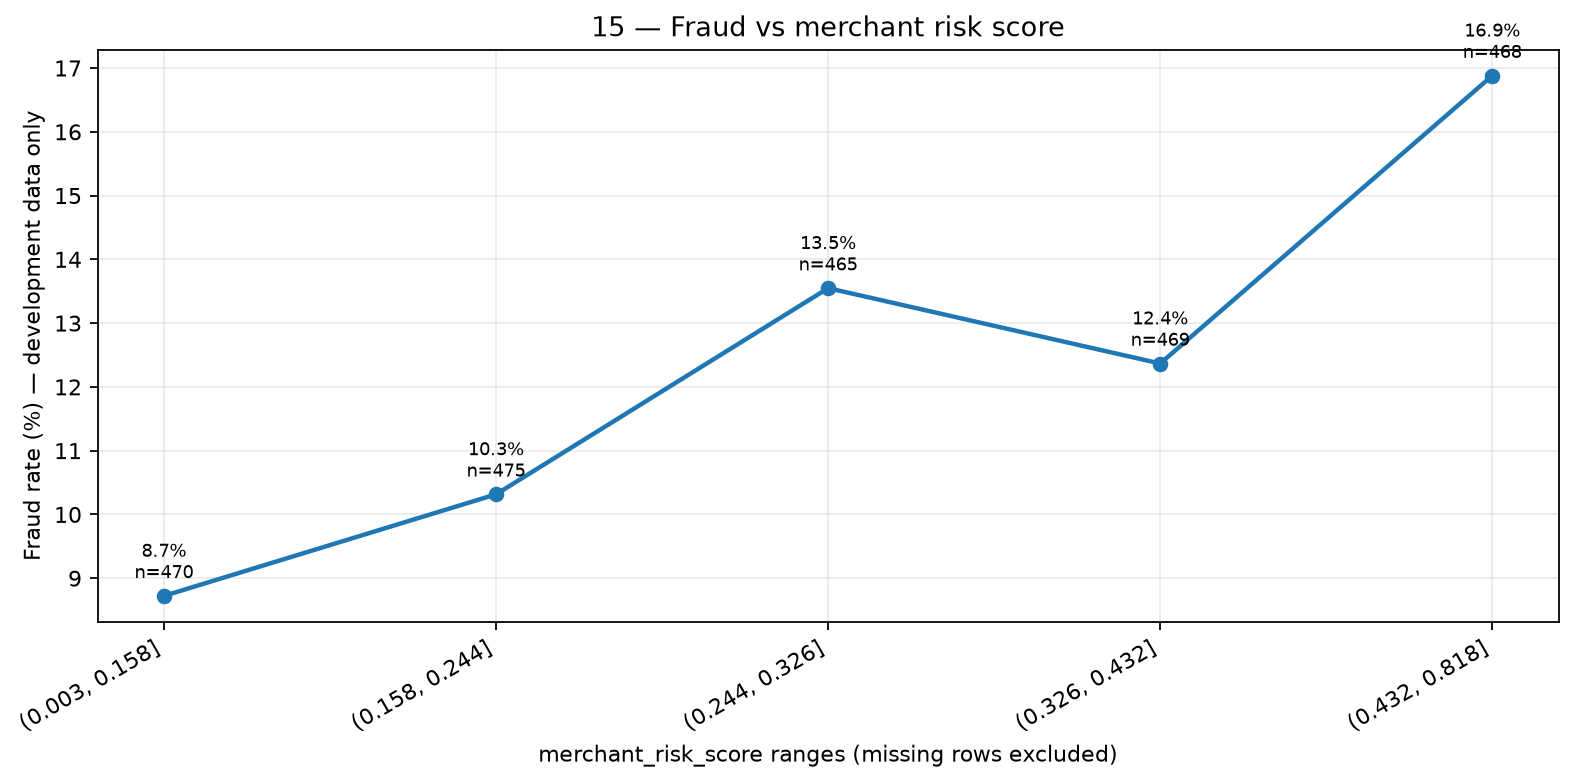 15 — Fraud vs merchant risk score
Fraud rate (%) — development data only
17
16
15
14
13
12
11
10
9
8.7%
n=470
10.3%
n=475
13.5%
n=465
12.4%
n=469
16.9%
n=468
(0.003, 0.158]
(0.158, 0.244]
(0.244, 0.326]
(0.326, 0.432]
(0.432, 0.818]
merchant_risk_score ranges (missing rows excluded)